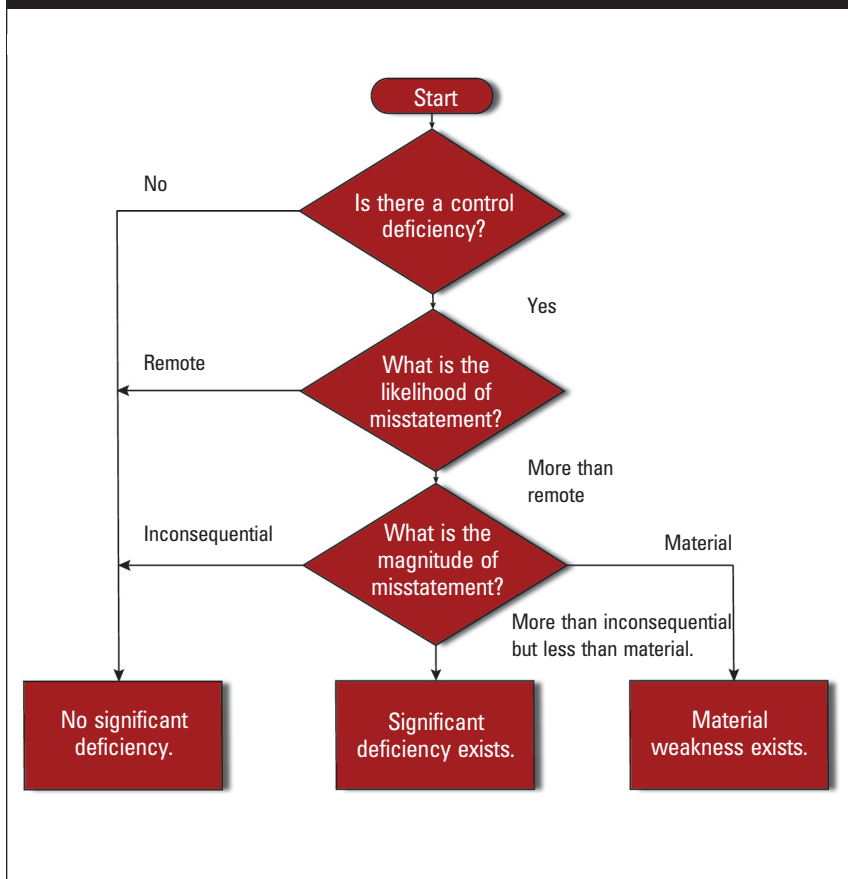 Start
No
Is there a control
deficiency?
Yes
Remote
What is the
likelihood of
misstatement?
More than
remote
Inconsequential
What is the
magnitude of
misstatement?
Material
More than inconsequential
but less than material.
No significant
deficiency.
Significant
deficiency exists.
Material
weakness exists.